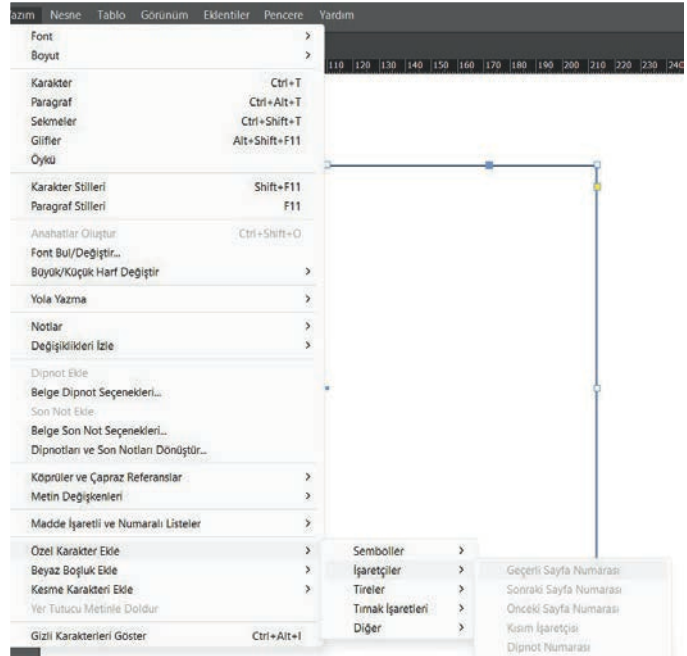 azım Nesne Tablo Görünüm Eklentiler Pencere Yardım
Font >
Boyut >
110 120 130 140 150 160 170 180 190 200 210 220 230 240
Karakter Ctrl+T
Paragraf Ctrl+Alt+T
Sekmeler Ctrl+Shift+T
Glifler Alt+Shift+F11
Öykü
Karakter Stilleri Shift+F11
Paragraf Stilleri F11
Anahatlar Oluştur Ctrl+Shift+O
Font Bul/Değiştir...
Büyük/Küçük Harf Değiştir >
Yola Yazma >
Notlar >
Değişiklikleri İzle >
Dipnot Ekle
Belge Dipnot Seçenekleri...
Son Not Ekle
Belge Son Not Seçenekleri...
Dipnotları ve Son Notları Dönüştür...
Köprüler ve Çapraz Referanslar >
Metin Değişkenleri >
Madde İşaretli ve Numaralı Listeler >
Özel Karakter Ekle > Semboller >
Beyaz Boşluk Ekle > İşaretçiler > Geçerli Sayfa Numarası
Kesme Karakteri Ekle > Tireler > Sonraki Sayfa Numarası
Yer Tutucu Metinle Doldur Tırnak İşaretleri > Önceki Sayfa Numarası
Gizli Karakterleri Göster Ctrl+Alt+I Diğer > Kısım İşaretçisi
Dipnot Numarası